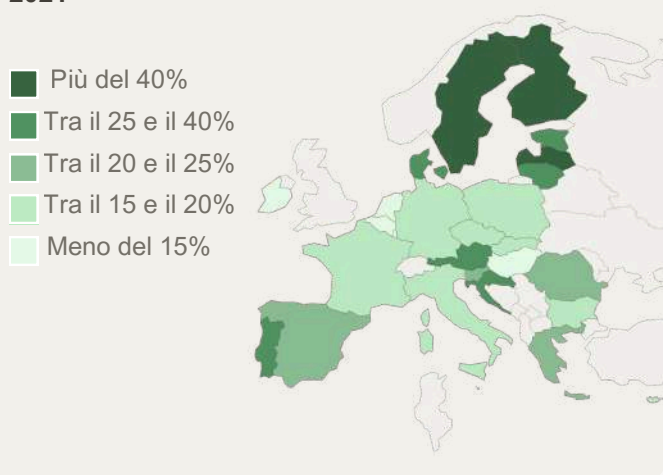 2021
Più del 40%
Tra il 25 e il 40%
Tra il 20 e il 25%
Tra il 15 e il 20%
Meno del 15%